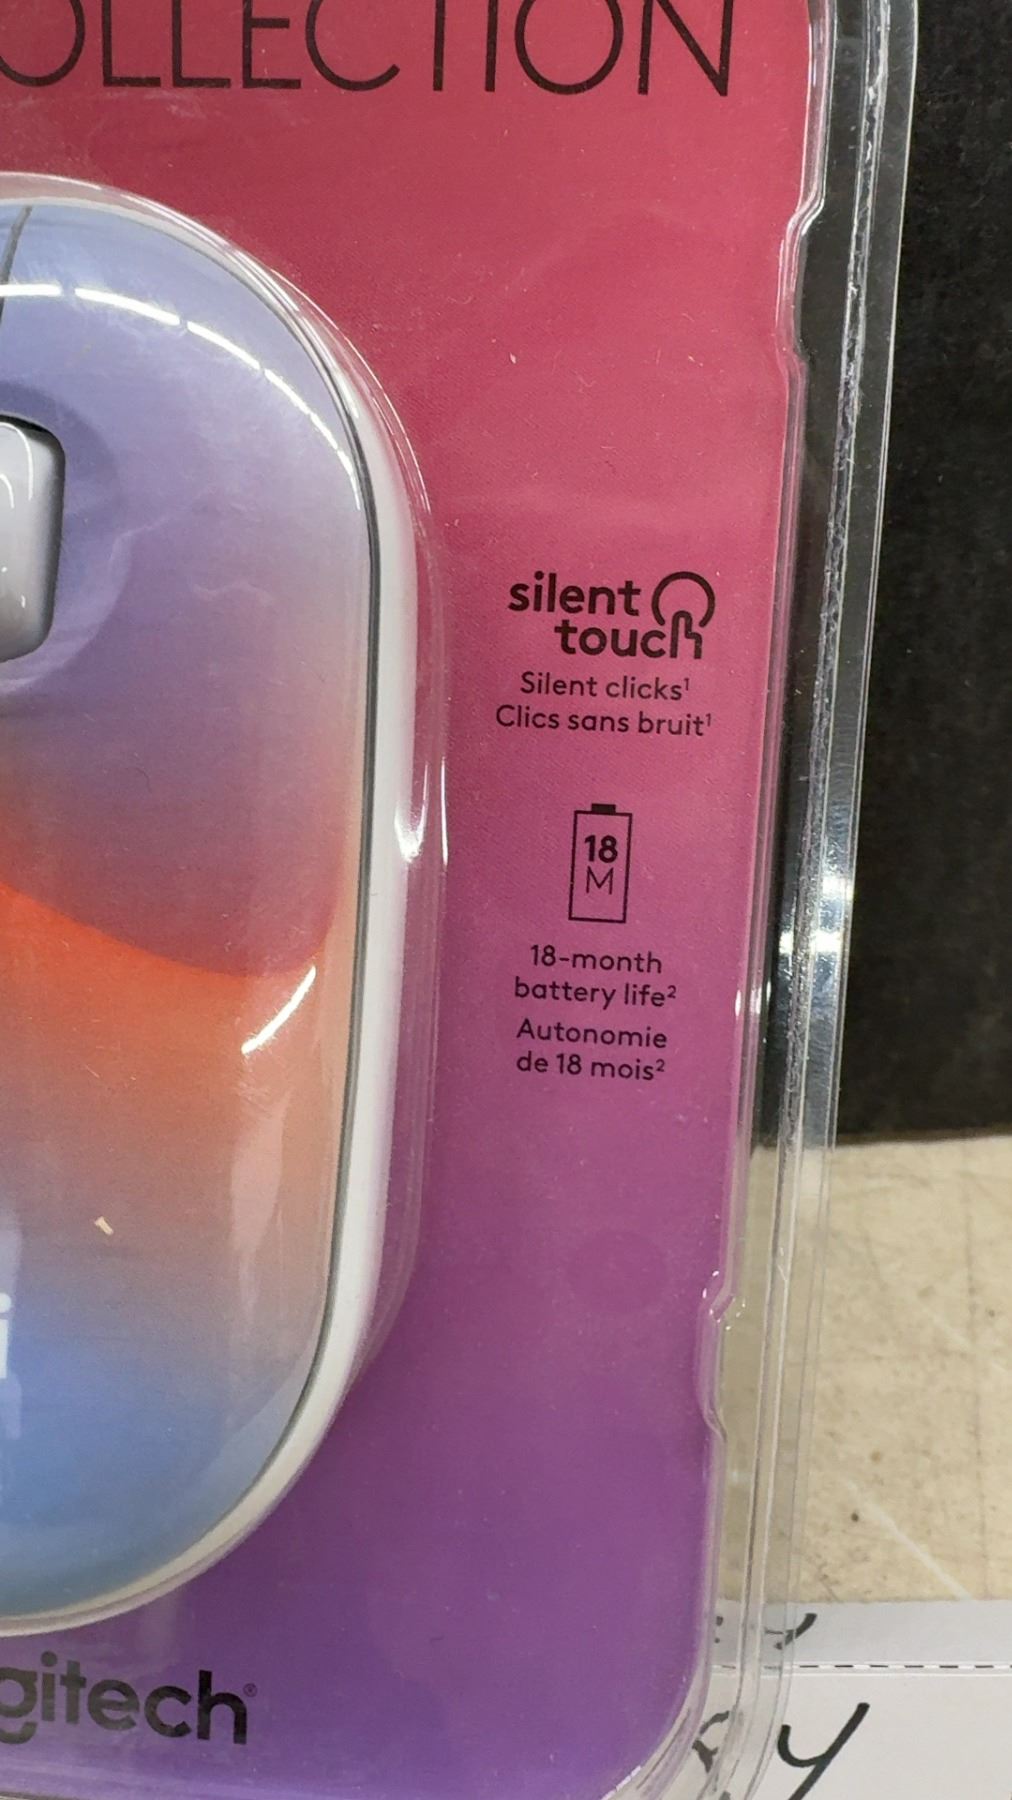 OLLECTION
silent
touch
Silent clicks¹
Clics sans bruit¹
18
M
18-month
battery life²
Autonomie
de 18 mois²
i
gitech®
y